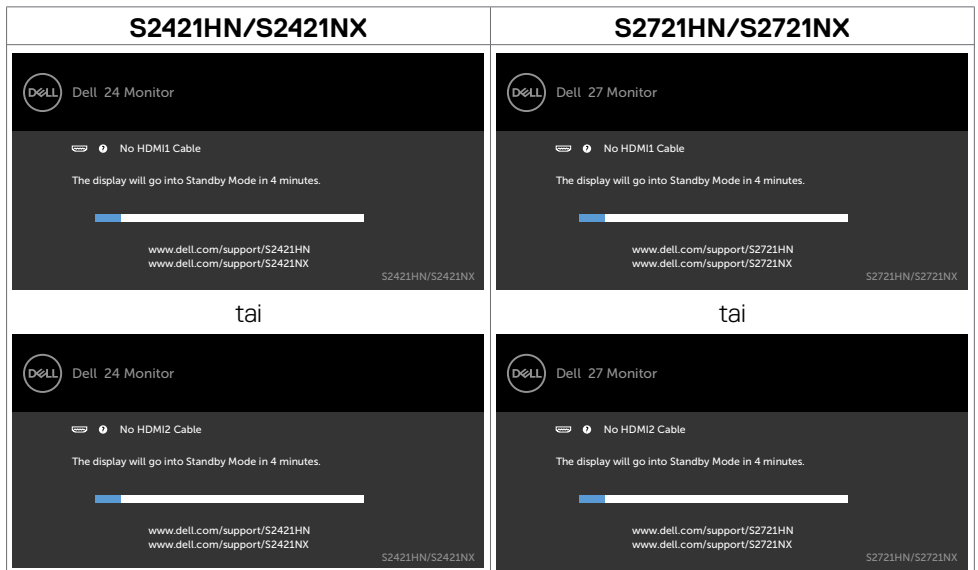 S2421HN/S2421NX
S2721HN/S2721NX
DELL
Dell 24 Monitor
No HDMI1 Cable
The display will go into Standby Mode in 4 minutes.
www.dell.com/support/S2421HN
www.dell.com/support/S2421NX
S2421HN/S2421NX
DELL
Dell 27 Monitor
No HDMI1 Cable
The display will go into Standby Mode in 4 minutes.
www.dell.com/support/S2721HN
www.dell.com/support/S2721NX
S2721HN/S2721NX
tai
tai
DELL
Dell 24 Monitor
? No HDMI2 Cable
The display will go into Standby Mode in 4 minutes.
www.dell.com/support/S2421HN
www.dell.com/support/S2421NX
S2421HN/S2421NX
DELL
Dell 27 Monitor
? No HDMI2 Cable
The display will go into Standby Mode in 4 minutes.
www.dell.com/support/S2721HN
www.dell.com/support/S2721NX
S2721HN/S2721NX